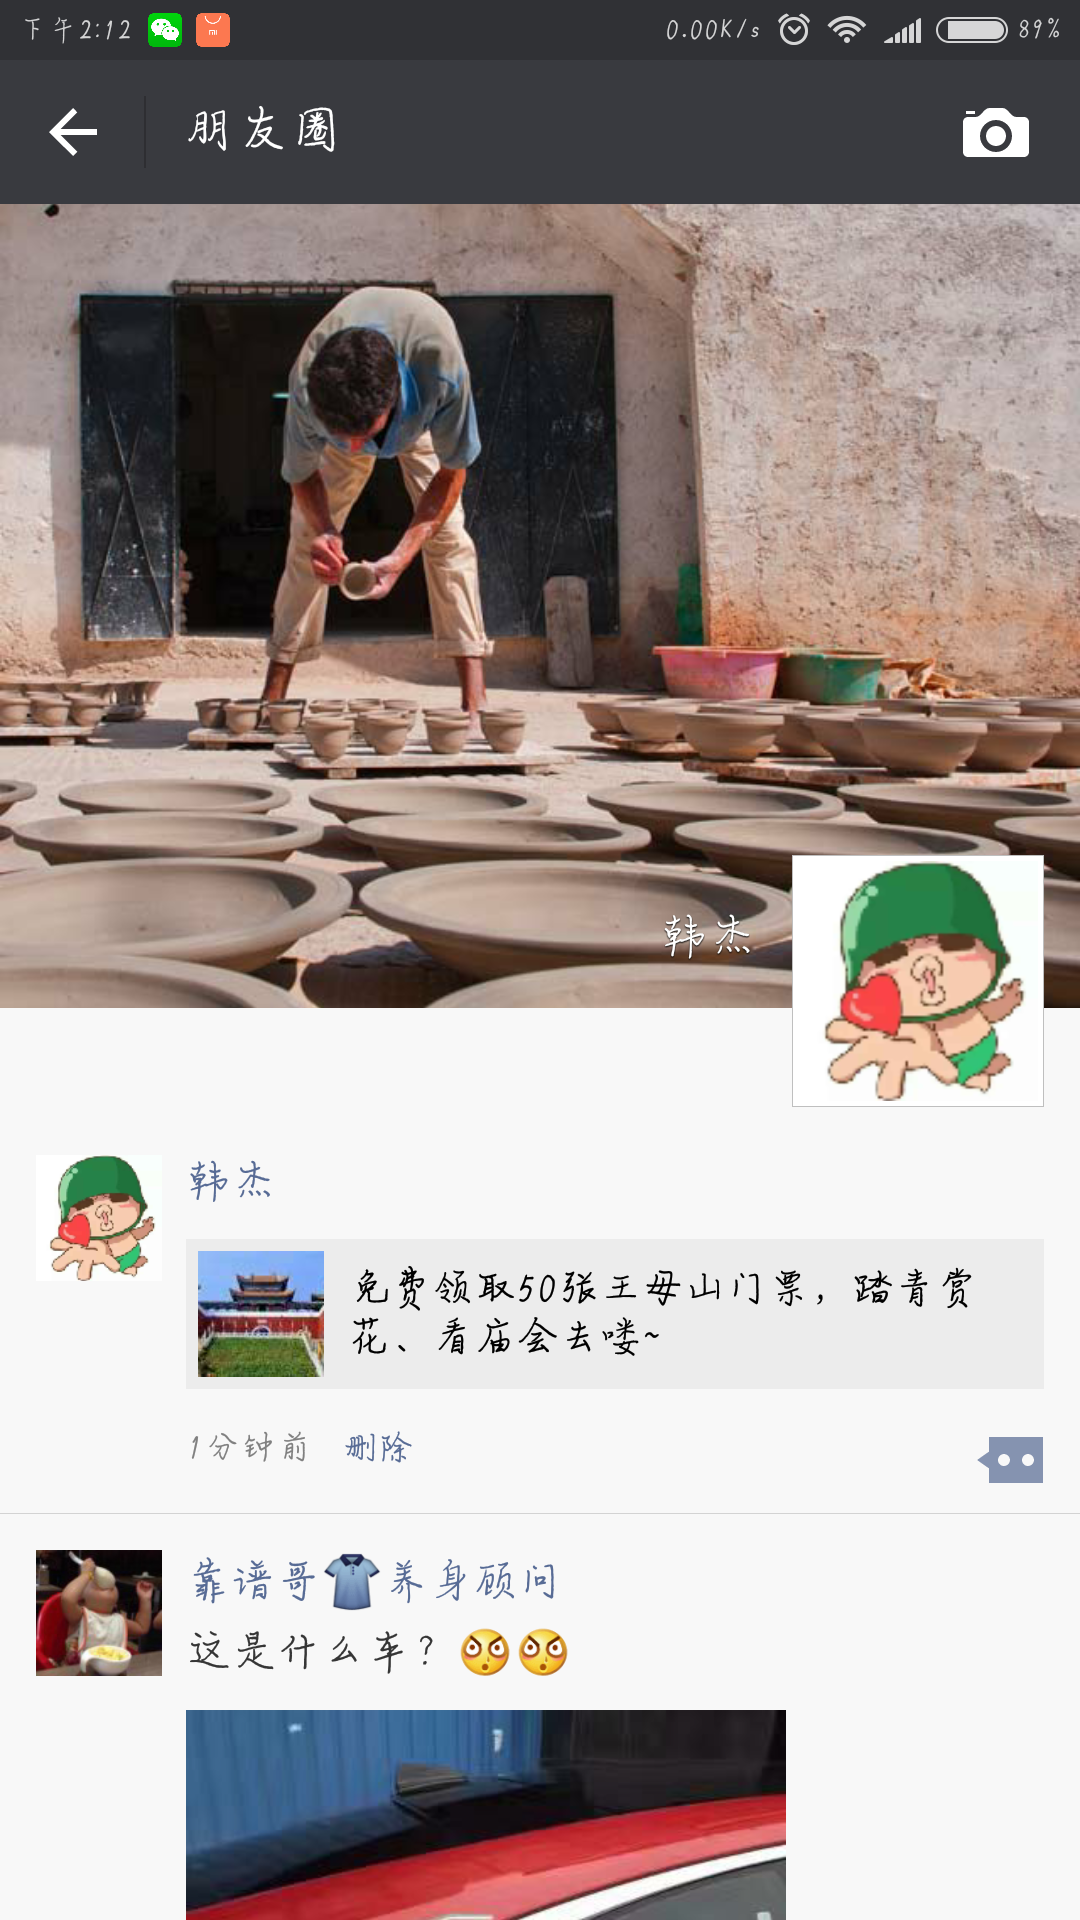 下午2:12
0.00K/s
89%
朋友圈
韩杰
韩杰
免费领取50张王母山门票，踏青赏
花、看庙会去喽~
1分钟前 删除
靠谱哥👕养身顾问
这是什么车？